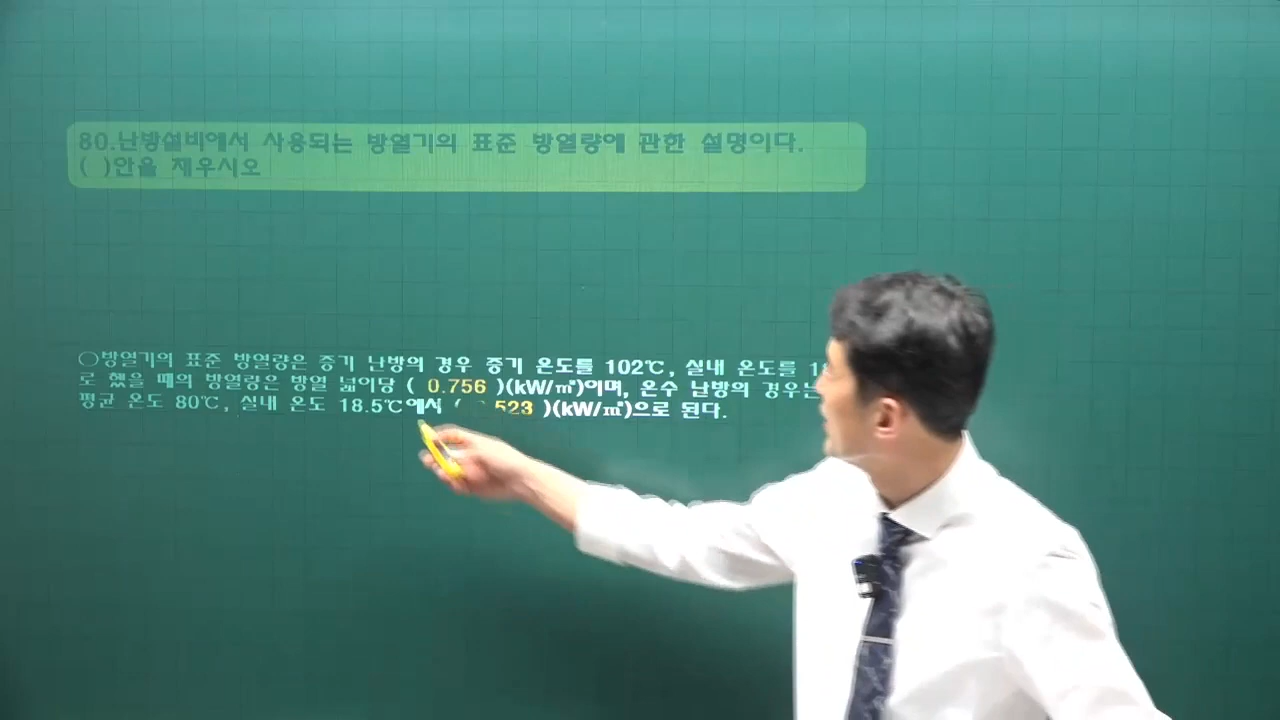 80.난방설비에서 사용되는 방열기의 표준 방열량에 관한 설명이다.
( )안을 채우시오
○방열기의 표준 방열량은 증기 난방의 경우 증기 온도를 102℃, 실내 온도를
로 했을 때의 방열량은 방열 넓이당 ( 0.756 )(kW/㎡)이며, 온수 난방의 경우는
평균 온도 80℃, 실내 온도 18.5℃에서 ( 523 )(kW/㎡)으로 된다.